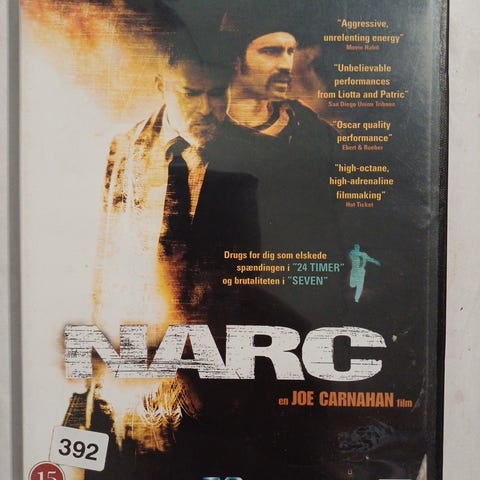 "Aggressive,
unrelenting energy"
Movie Habit
"Unbelievable
performances
from Liotta and Patric"
San Diego Union Tribune
"Oscar quality
performance"
Ebert & Roeber
"high-octane,
high-adrenaline
filmmaking"
Hot Ticket
Drugs for dig som elskede
spændingen i "24 TIMER"
og brutaliteten i "SEVEN"
NARC
en JOE CARNAHAN film
392
15